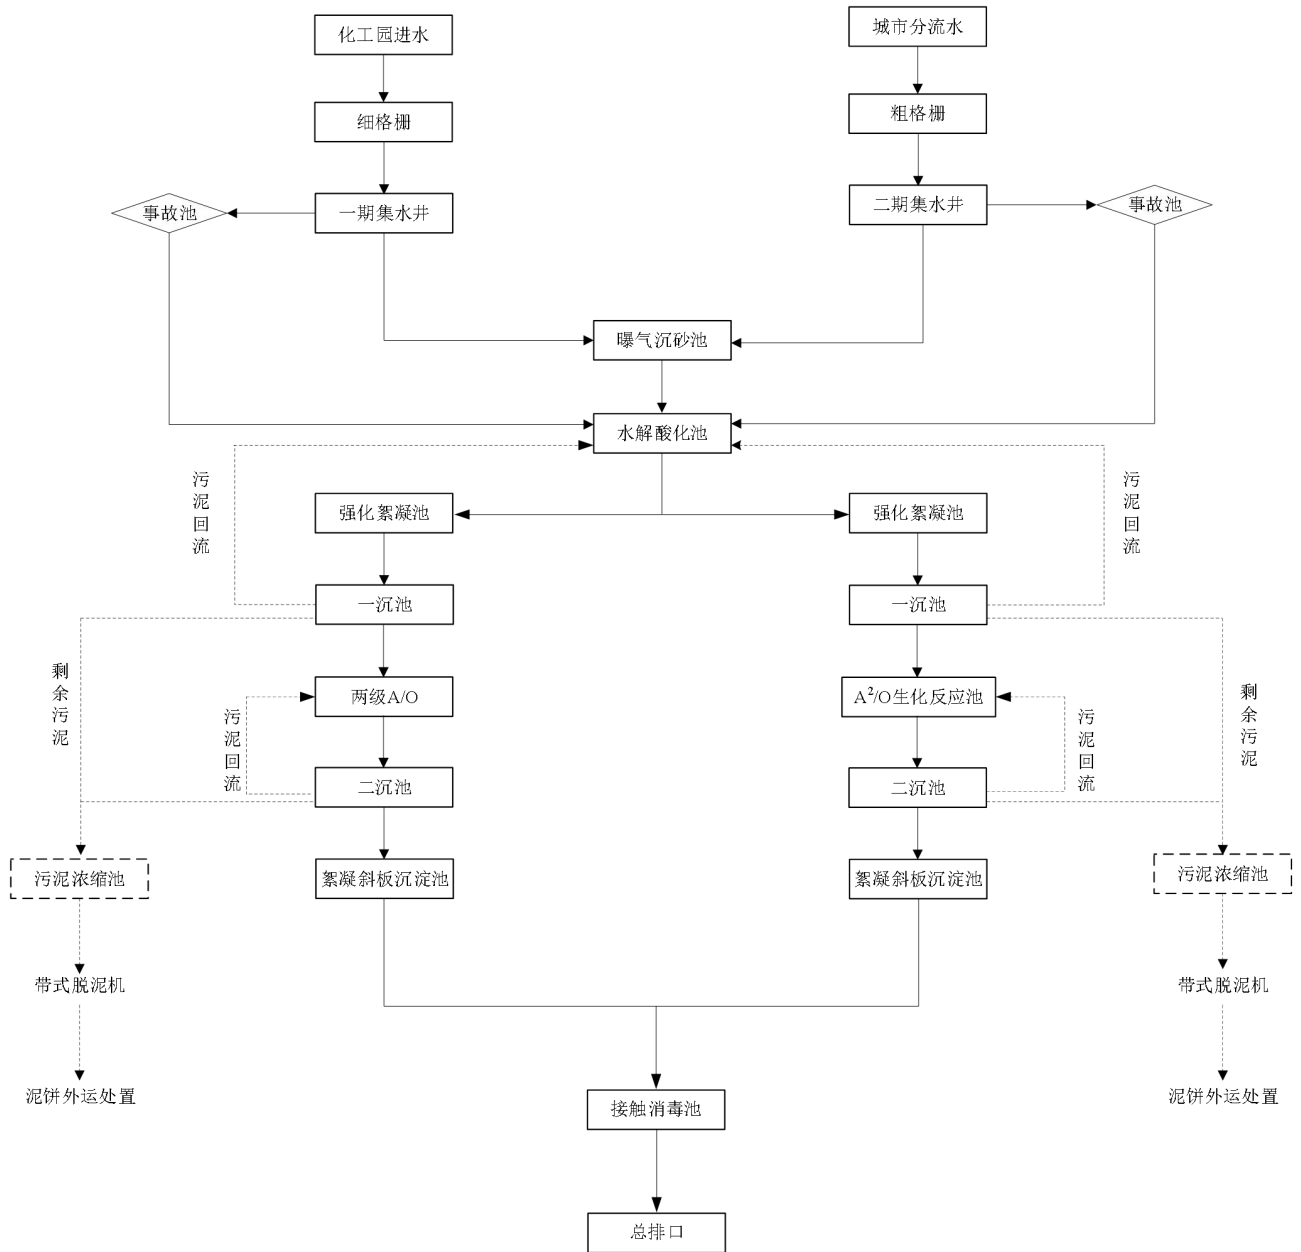 化工园进水
城市分流水
细格栅
粗格栅
事故池
一期集水井
二期集水井
事故池
曝气沉砂池
水解酸化池
污泥回流
污泥回流
强化絮凝池
强化絮凝池
一沉池
一沉池
剩余污泥
剩余污泥
两级A/O
A²/O生化反应池
污泥回流
污泥回流
二沉池
二沉池
污泥浓缩池
絮凝斜板沉淀池
絮凝斜板沉淀池
污泥浓缩池
带式脱泥机
带式脱泥机
泥饼外运处置
泥饼外运处置
接触消毒池
总排口